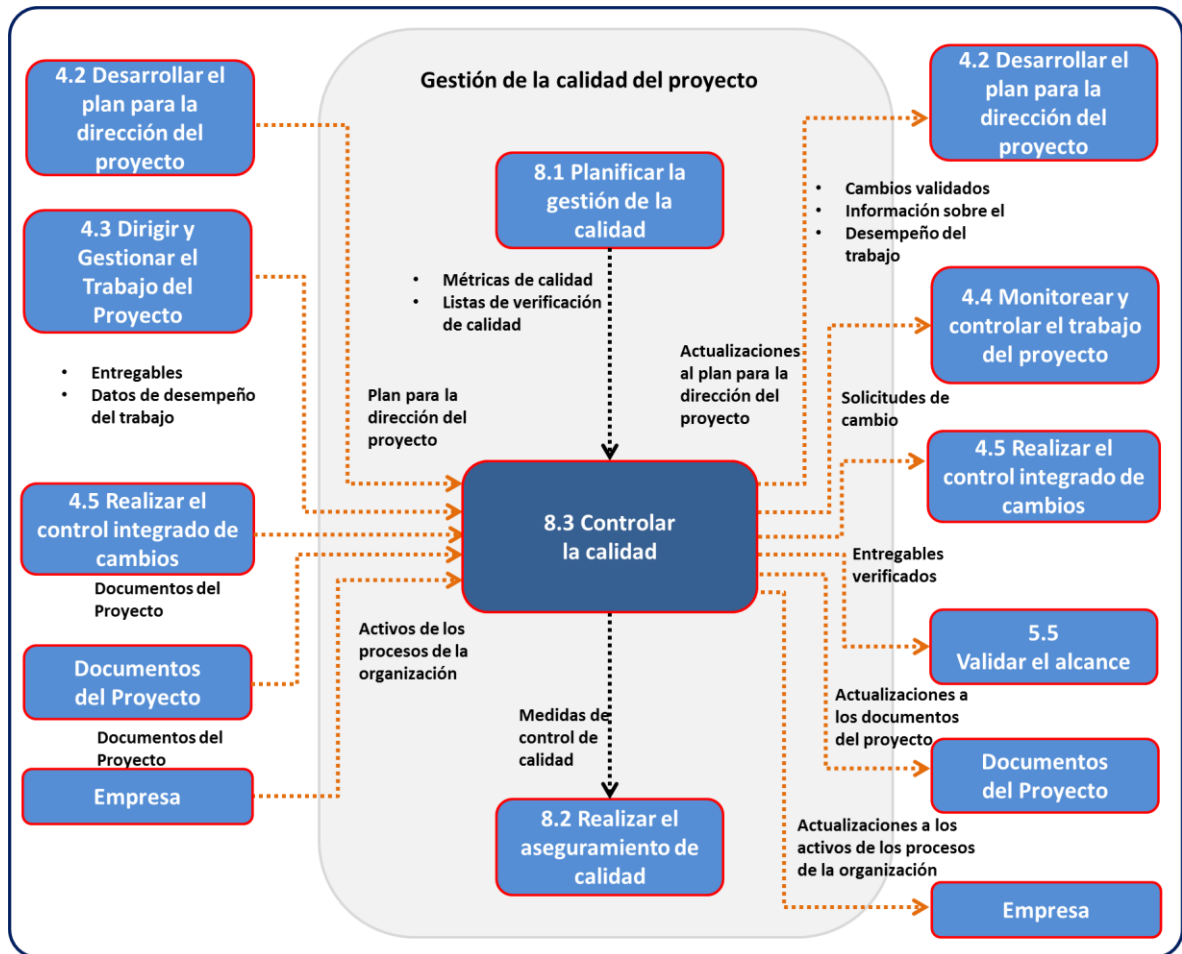 Gestión de la calidad del proyecto
4.2 Desarrollar el
plan para la
dirección del
proyecto
4.3 Dirigir y
Gestionar el
Trabajo del
Proyecto
• Entregables
• Datos de desempeño
del trabajo
4.5 Realizar el
control integrado de
cambios
Documentos del
Proyecto
Documentos
del Proyecto
Documentos del
Proyecto
Empresa
8.1 Planificar la
gestión de la
calidad
• Métricas de calidad
• Listas de verificación
de calidad
Plan para la
dirección del
proyecto
Activos de los
procesos de la
organización
8.3 Controlar
la calidad
Medidas de
control de
calidad
8.2 Realizar el
aseguramiento de
calidad
Actualizaciones
al plan para la
dirección del
proyecto
4.2 Desarrollar el
plan para la
dirección del
proyecto
• Cambios validados
• Información sobre el
• Desempeño del
trabajo
4.4 Monitorear y
controlar el trabajo
del proyecto
Solicitudes de
cambio
4.5 Realizar el
control integrado de
cambios
Entregables
verificados
5.5
Validar el alcance
Actualizaciones a
los documentos
del proyecto
Documentos
del Proyecto
Actualizaciones a los
activos de los procesos
de la organización
Empresa